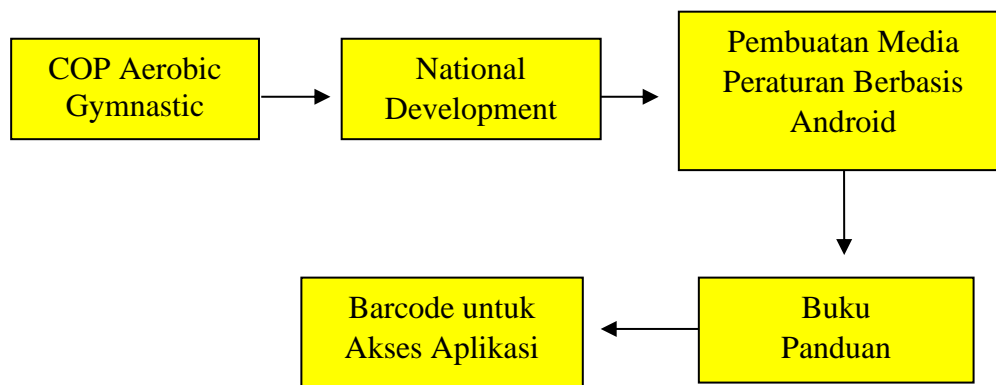 COP Aerobic
Gymnastic
National
Development
Pembuatan Media
Peraturan Berbasis
Android
Buku
Panduan
Barcode untuk
Akses Aplikasi